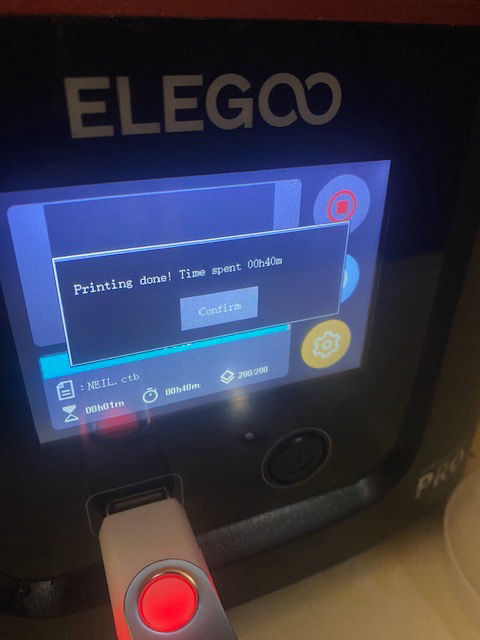 ELEGOO
Printing done! Time spent 00h40m
Confirm
:NEIL.ctb
00h01m 00h40m 200/200
PRO